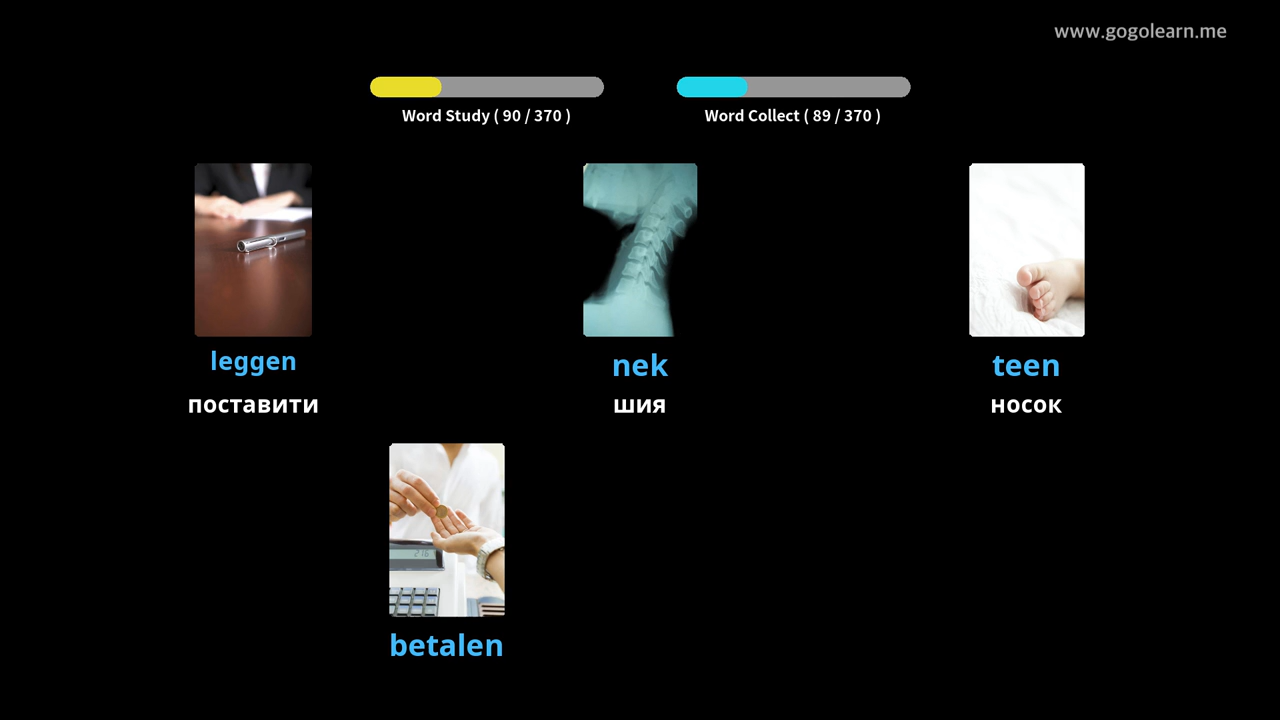 www.gogolearn.me
Word Study ( 90 / 370 )
Word Collect ( 89 / 370 )
leggen
nek
teen
поставити
шия
носок
betalen